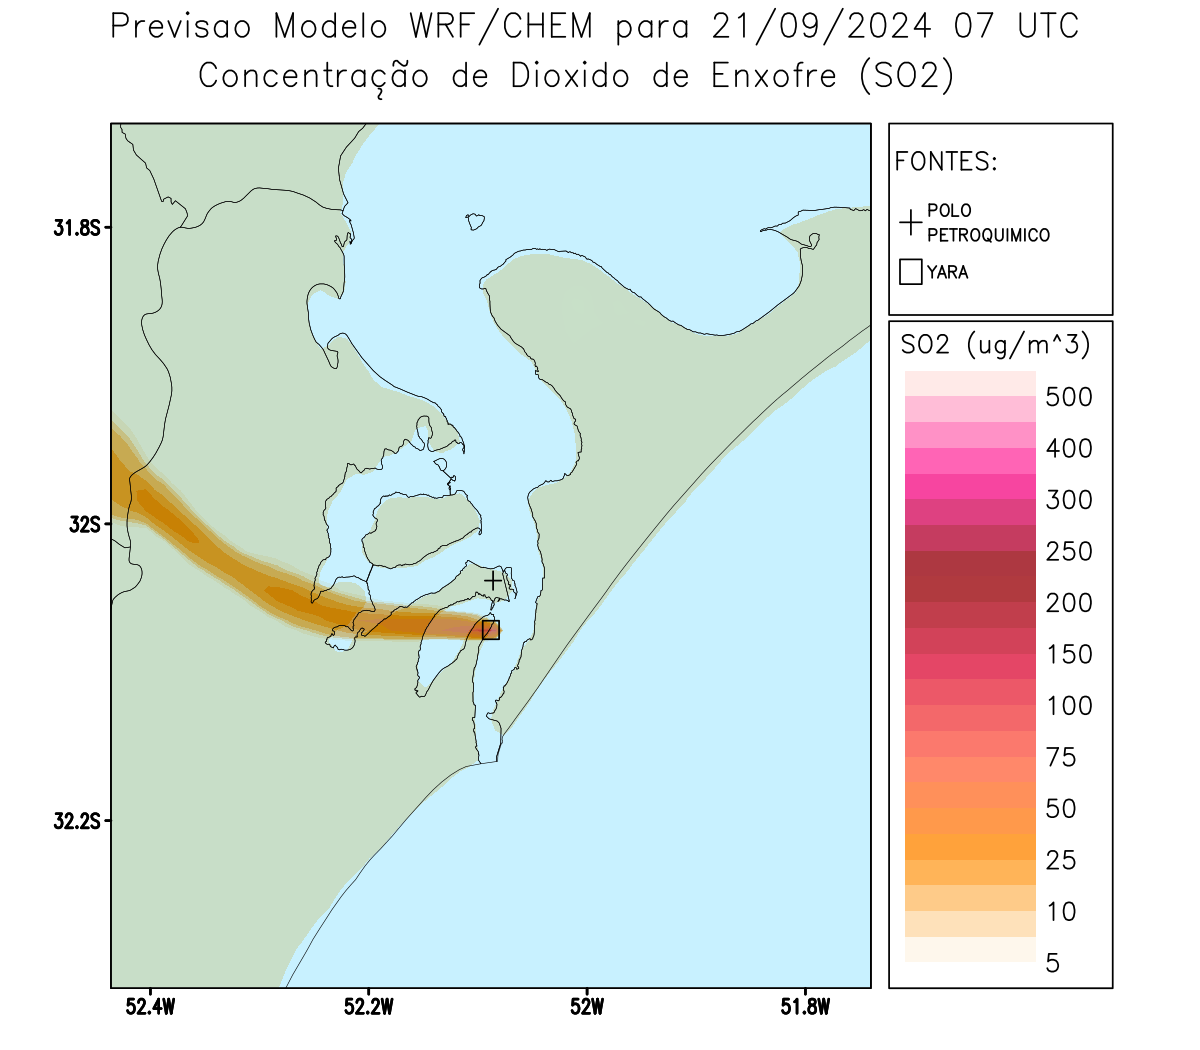 Previsao Modelo WRF/CHEM para 21/09/2024 07 UTC
Concentração de Dioxido de Enxofre (SO2)
FONTES:
POLO
PETROQUIMICO
YARA
31.8S
32S
32.2S
52.4W
52.2W
52W
51.8W
SO2 (ug/m^3)
500
400
300
250
200
150
100
75
50
25
10
5